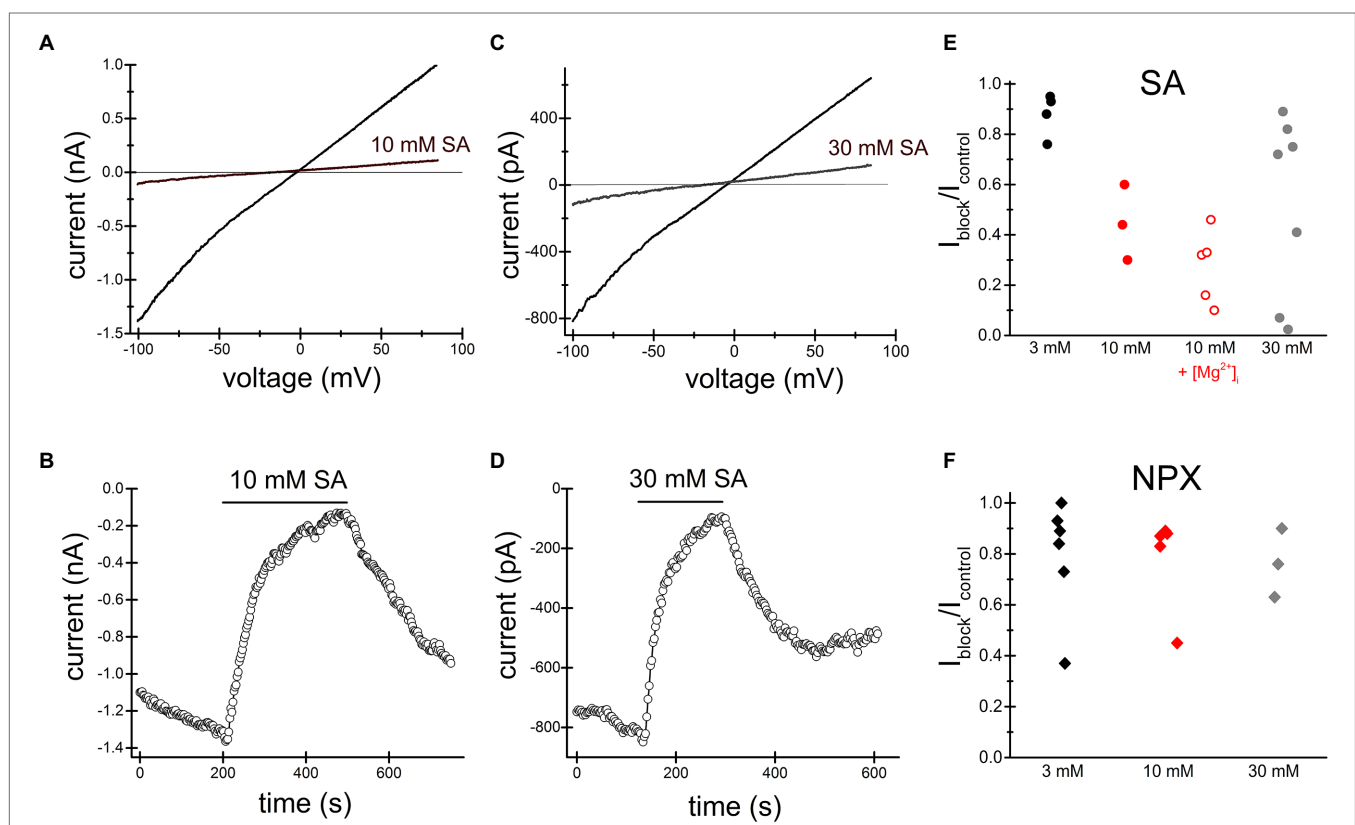 A
current (nA)
1.0
0.5
0.0
-0.5
-1.0
-1.5
10 mM SA
-100
-50
0
50
100
voltage (mV)
C
current (pA)
400
0
-400
-800
30 mM SA
-100
-50
0
50
100
voltage (mV)
E
SA
I_block/I_control
1.0
0.8
0.6
0.4
0.2
0.0
3 mM
10 mM
10 mM
30 mM
+ [Mg²⁺]ᵢ
B
current (nA)
0.0
-0.2
-0.4
-0.6
-0.8
-1.0
-1.2
-1.4
10 mM SA
0
200
400
600
time (s)
D
current (pA)
0
-200
-400
-600
-800
30 mM SA
0
200
400
600
time (s)
F
NPX
I_block/I_control
1.0
0.8
0.6
0.4
0.2
0.0
3 mM
10 mM
30 mM